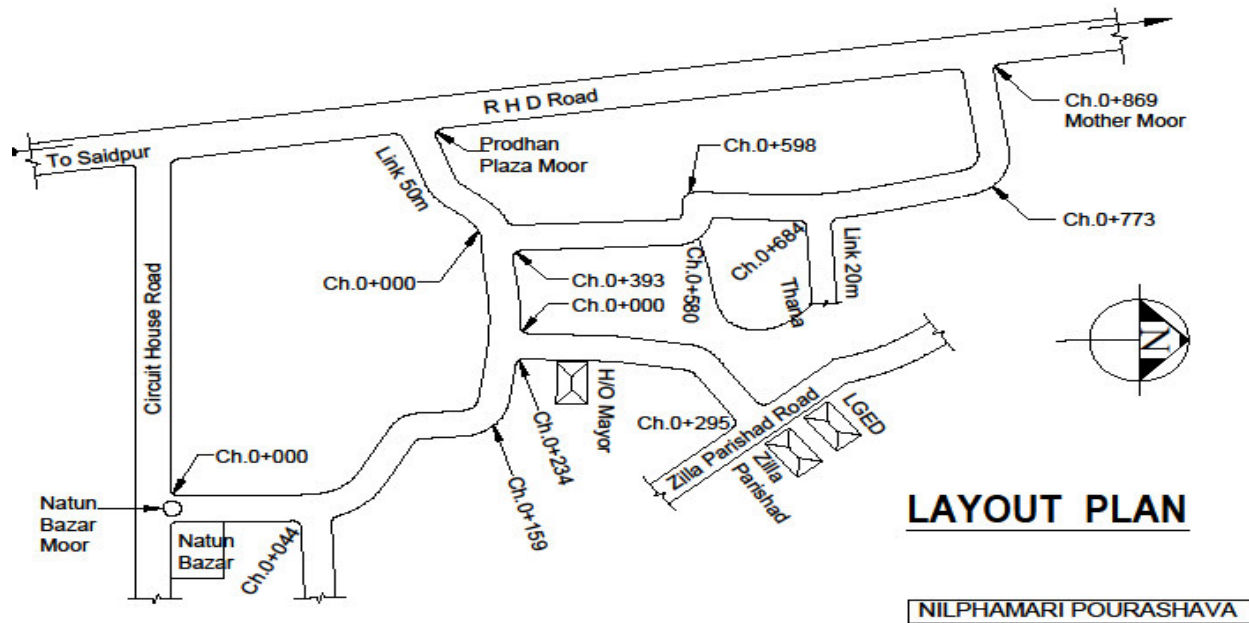 R H D Road
To Saidpur
Link 50m
Prodhan
Plaza Moor
Ch.0+598
Ch.0+869
Mother Moor
Ch.0+773
Ch.0+684
Link 20m
Thana
Ch.0+580
Ch.0+000
Ch.0+393
Ch.0+000
N
Circuit House Road
H/O Mayor
Ch.0+234
Ch.0+159
Ch.0+295
Zilla Parishad Road
LGED
Zilla
Parishad
Ch.0+000
Natun
Bazar
Moor
Natun
Bazar
Ch.0+044
LAYOUT PLAN
NILPHAMARI POURASHAVA